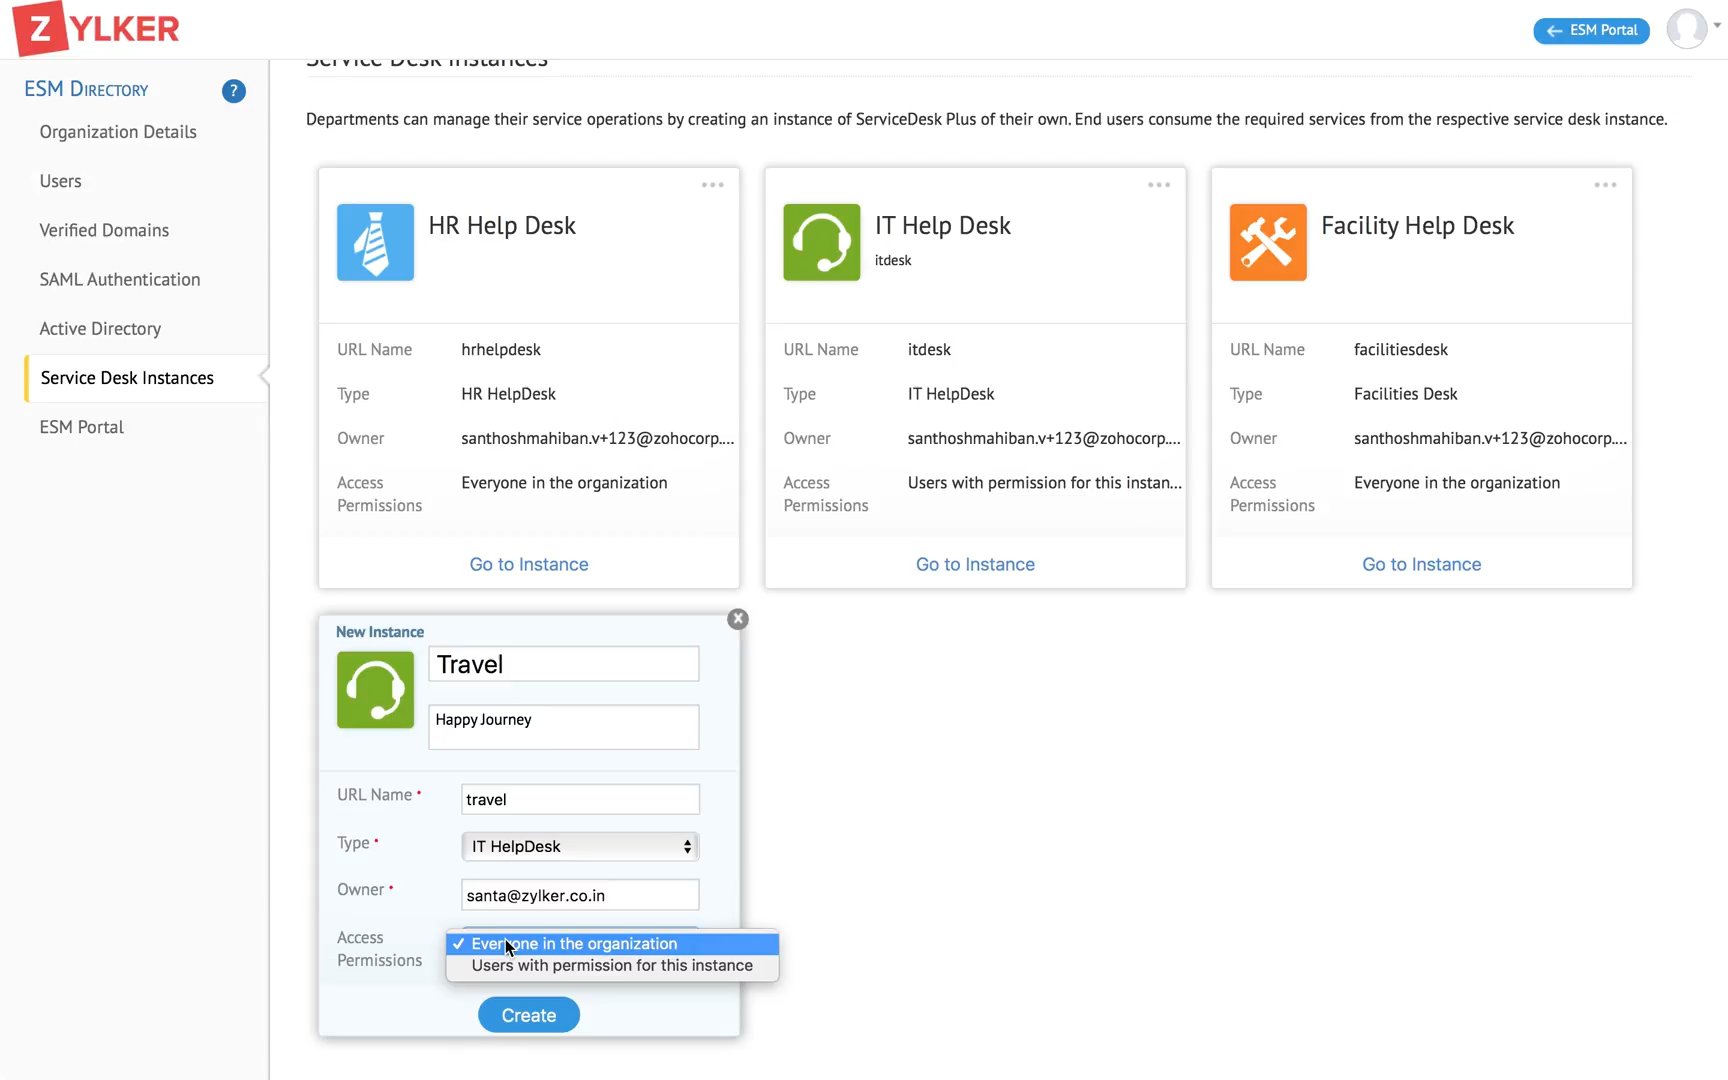 ZYLKER
ESM Portal
ESM Directory
?
Organization Details
Users
Verified Domains
SAML Authentication
Active Directory
Service Desk Instances
ESM Portal
Service Desk Instances
Departments can manage their service operations by creating an instance of ServiceDesk Plus of their own. End users consume the required services from the respective service desk instance.
HR Help Desk
URL Name hrhelpdesk
Type HR HelpDesk
Owner santhoshmahiban.v+123@zohocorp....
Access Permissions Everyone in the organization
Go to Instance
IT Help Desk
itdesk
URL Name itdesk
Type IT HelpDesk
Owner santhoshmahiban.v+123@zohocorp....
Access Permissions Users with permission for this instan...
Go to Instance
Facility Help Desk
URL Name facilitiesdesk
Type Facilities Desk
Owner santhoshmahiban.v+123@zohocorp....
Access Permissions Everyone in the organization
Go to Instance
New Instance
Travel
Happy Journey
URL Name * travel
Type * IT HelpDesk
Owner * santa@zylker.co.in
Access Permissions
Everyone in the organization
Users with permission for this instance
Create